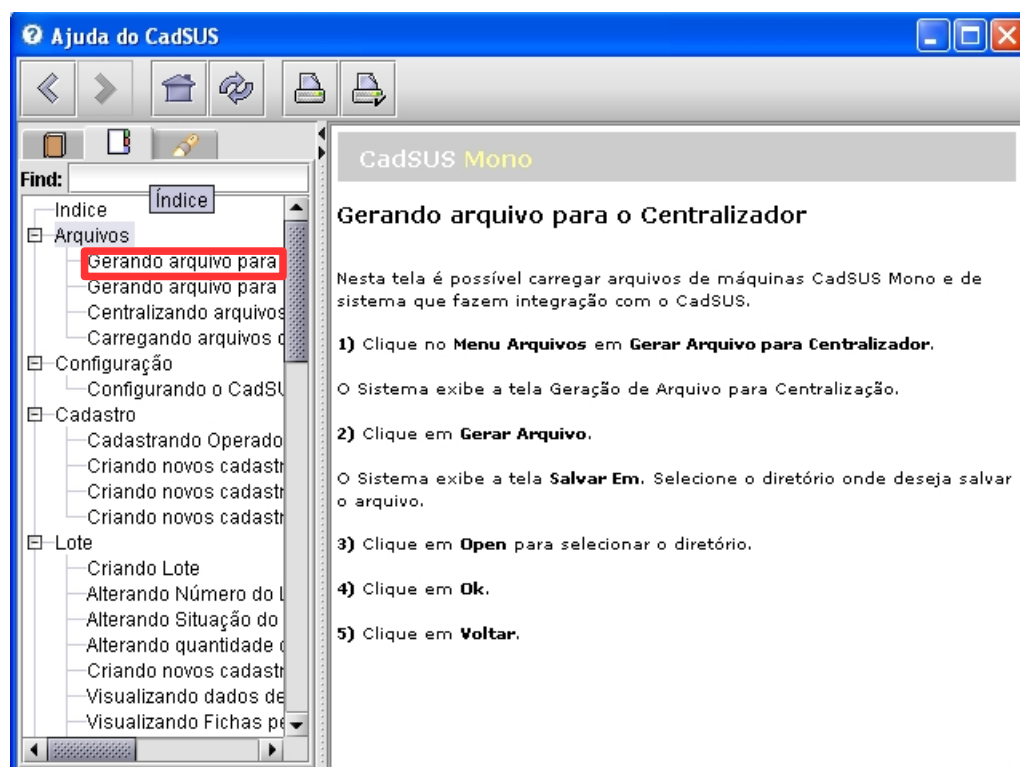 Ajuda do CadSUS
Find:
Índice
Indice
Arquivos
Gerando arquivo para
Gerando arquivo para
Centralizando arquivos
Carregando arquivos
Configuração
Configurando o CadSU
Cadastro
Cadastrando Operado
Criando novos cadastr
Criando novos cadastr
Criando novos cadastr
Lote
Criando Lote
Alterando Número do L
Alterando Situação do
Alterando quantidade
Criando novos cadastr
Visualizando dados de
Visualizando Fichas pe
CadSUS Mono
Gerando arquivo para o Centralizador
Nesta tela é possível carregar arquivos de máquinas CadSUS Mono e de
sistema que fazem integração com o CadSUS.
1) Clique no Menu Arquivos em Gerar Arquivo para Centralizador.
O Sistema exibe a tela Geração de Arquivo para Centralização.
2) Clique em Gerar Arquivo.
O Sistema exibe a tela Salvar Em. Selecione o diretório onde deseja salvar
o arquivo.
3) Clique em Open para selecionar o diretório.
4) Clique em Ok.
5) Clique em Voltar.